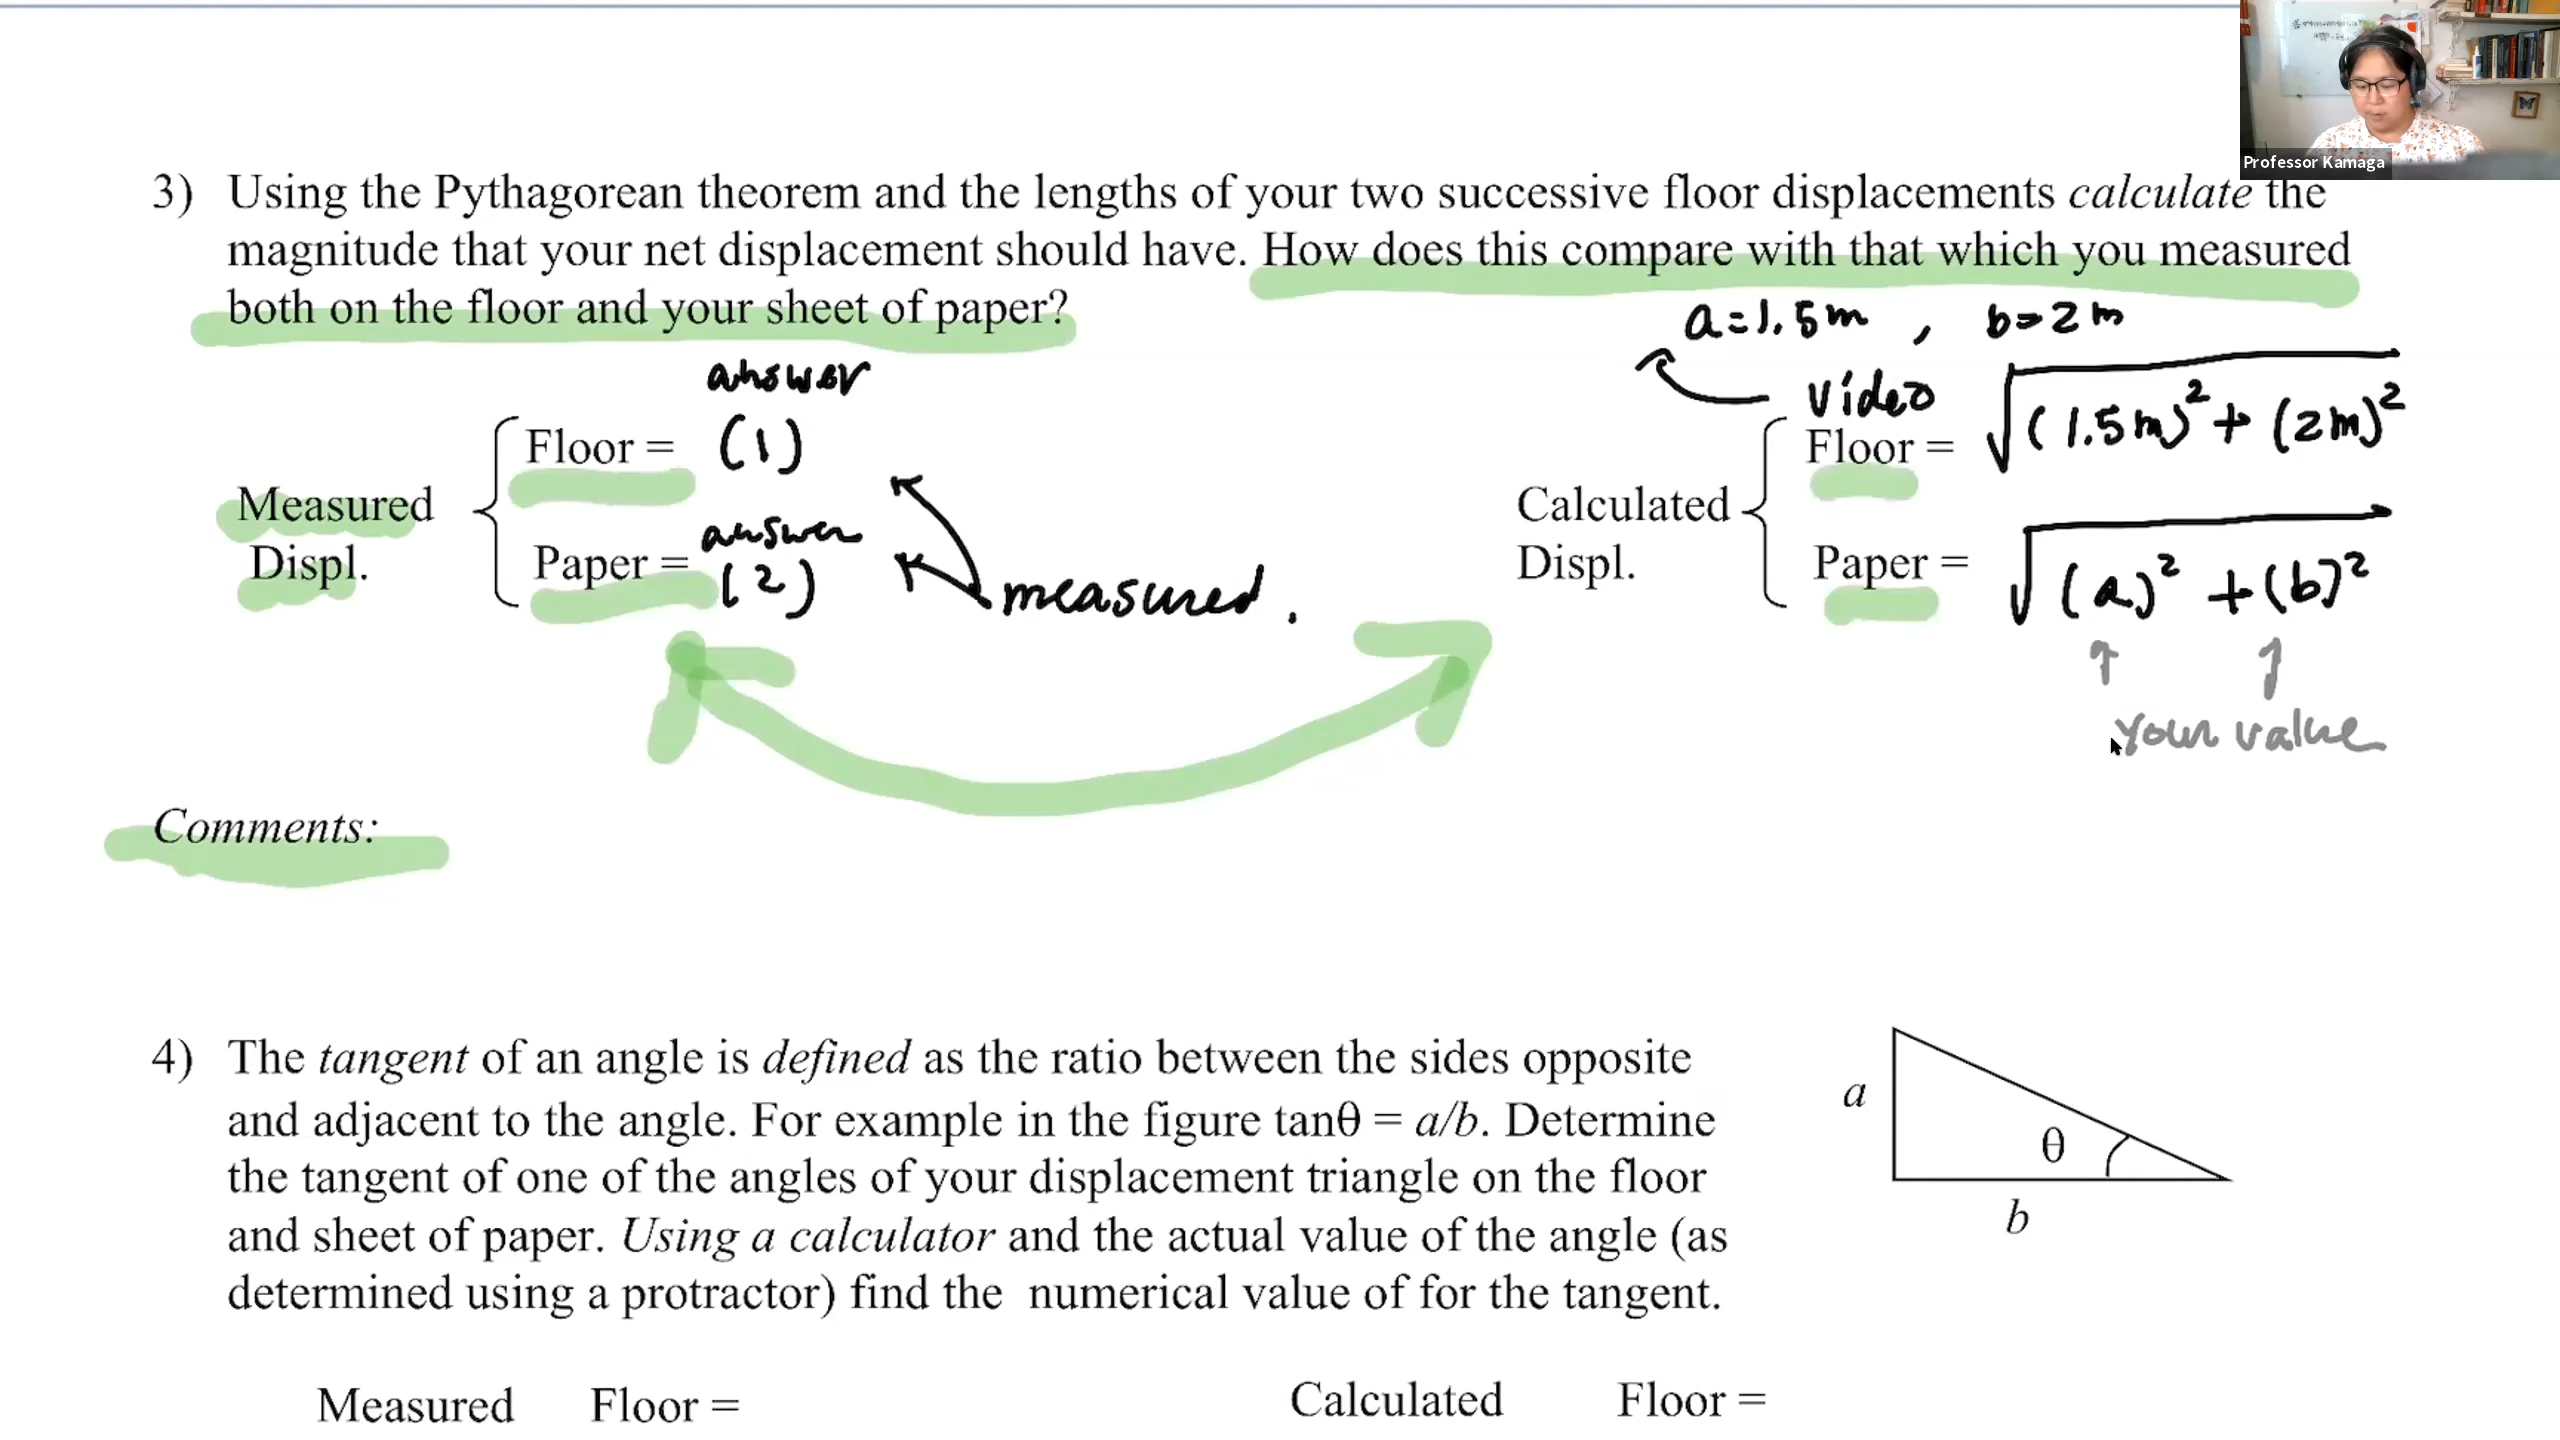 Professor Kamaga
3) Using the Pythagorean theorem and the lengths of your two successive floor displacements calculate the
magnitude that your net displacement should have. How does this compare with that which you measured
both on the floor and your sheet of paper?
a=1.5m , b=2m
answer
video
Floor = (1)
Floor = √(1.5m)² + (2m)²
Measured
Displ.
Calculated
Displ.
answer
Paper = (2)
measured.
Paper = √(a)² + (b)²
your value
Comments:
4) The tangent of an angle is defined as the ratio between the sides opposite
and adjacent to the angle. For example in the figure tanθ = a/b. Determine
the tangent of one of the angles of your displacement triangle on the floor
and sheet of paper. Using a calculator and the actual value of the angle (as
determined using a protractor) find the numerical value of for the tangent.
a
θ
b
Measured Floor =
Calculated Floor =